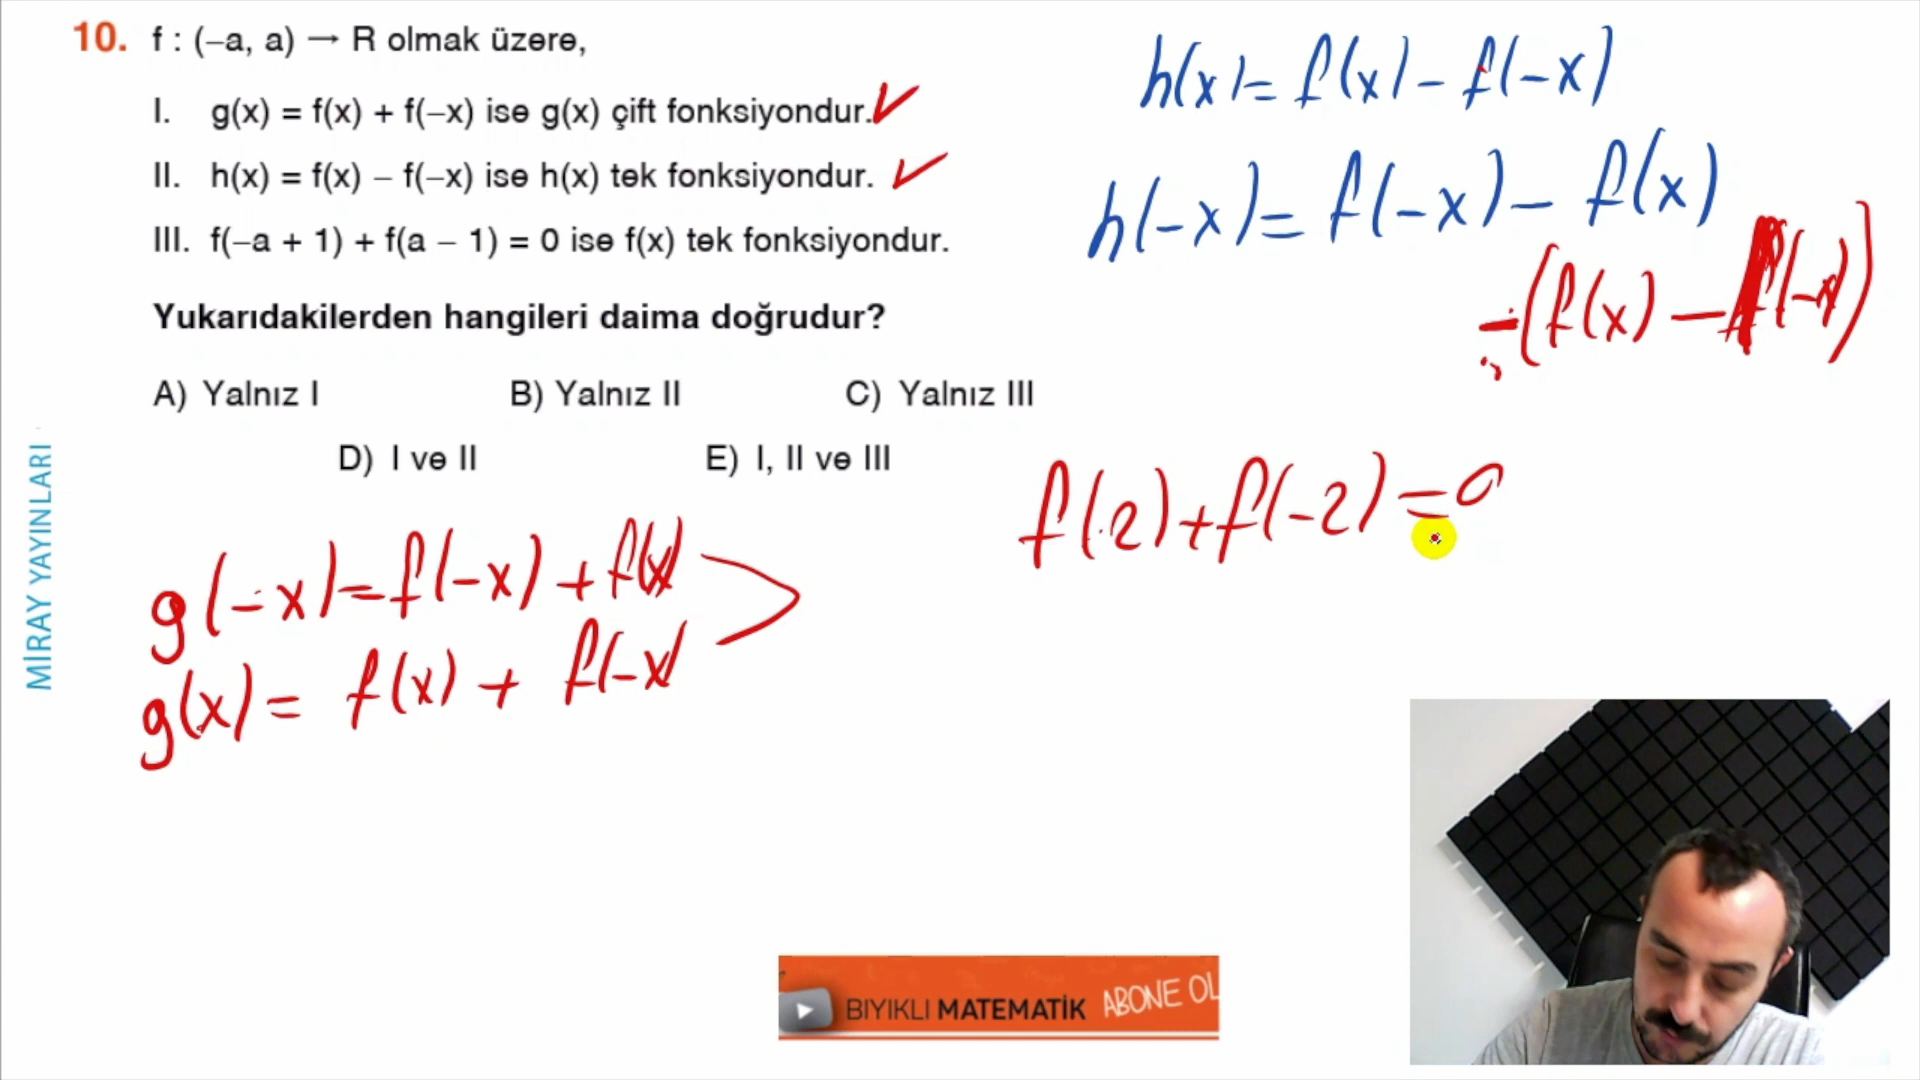 10. f : (–a, a) → R olmak üzere,
I. g(x) = f(x) + f(–x) ise g(x) çift fonksiyondur.
II. h(x) = f(x) – f(–x) ise h(x) tek fonksiyondur.
III. f(–a + 1) + f(a – 1) = 0 ise f(x) tek fonksiyondur.
Yukarıdakilerden hangileri daima doğrudur?
A) Yalnız I B) Yalnız II C) Yalnız III
D) I ve II E) I, II ve III
MİRAY YAYINLARI
h(x) = f(x) - f(-x)
h(-x) = f(-x) - f(x)
-(f(x) - f(-x))
f(2) + f(-2) = 0
g(-x) = f(-x) + f(x)
g(x) = f(x) + f(-x)
BIYIKLI MATEMATİK ABONE OL